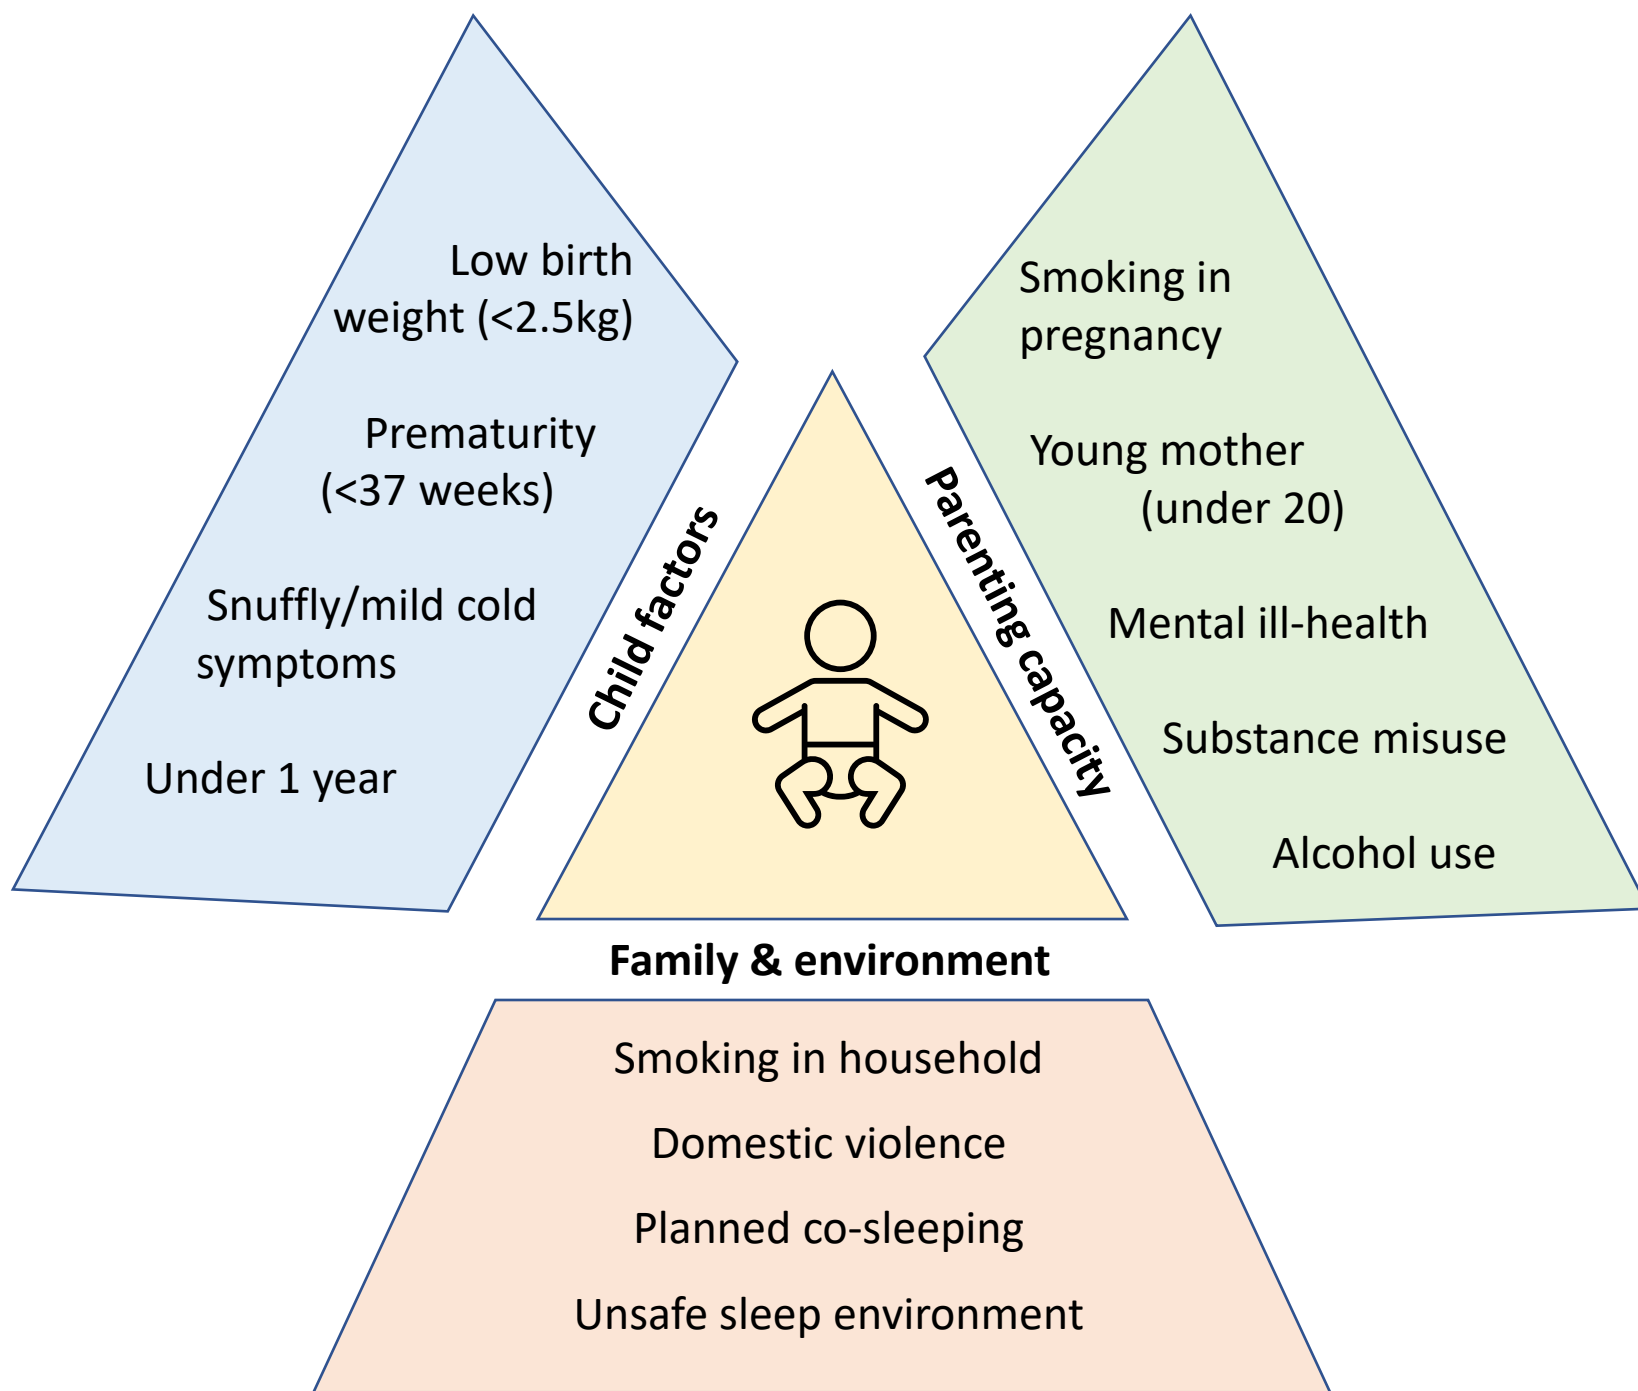 Low birth
weight (<2.5kg)
Prematurity
(<37 weeks)
Snuffly/mild cold
symptoms
Under 1 year
Child factors
Parenting capacity
Smoking in
pregnancy
Young mother
(under 20)
Mental ill-health
Substance misuse
Alcohol use
Family & environment
Smoking in household
Domestic violence
Planned co-sleeping
Unsafe sleep environment